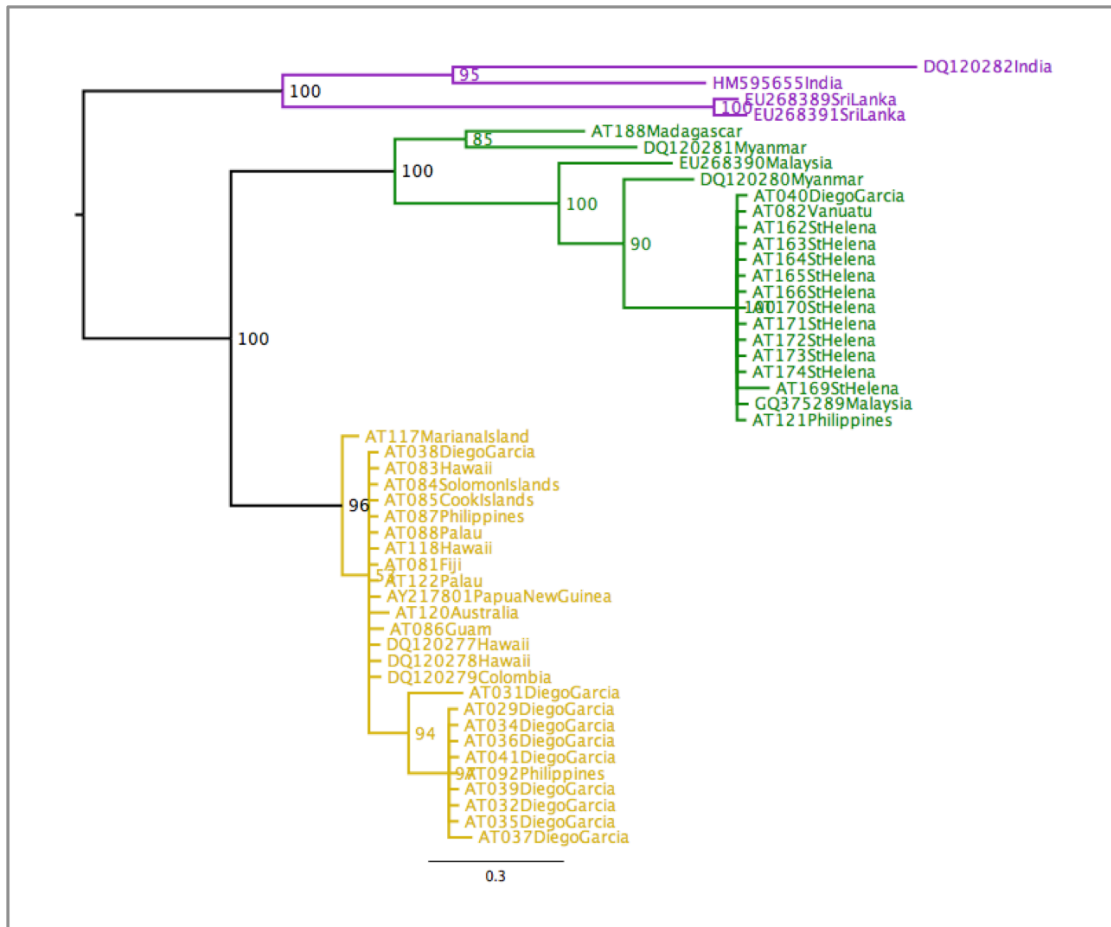 DQ120282India
95
HM595655India
100
EU268389SriLanka
100
EU268391SriLanka
AT188Madagascar
85
DQ120281Myanmar
EU268390Malaysia
100
DQ120280Myanmar
AT040DiegoGarcia
100
AT082Vanuatu
AT162StHelena
AT163StHelena
90
AT164StHelena
AT165StHelena
AT166StHelena
100
AT170StHelena
AT171StHelena
100
AT172StHelena
AT173StHelena
AT174StHelena
AT169StHelena
GQ375289Malaysia
AT121Philippines
AT117MarianaIsland
AT038DiegoGarcia
AT083Hawaii
AT084SolomonIslands
AT085CookIslands
96
AT087Philippines
AT088Palau
AT118Hawaii
AT081Fiji
AT122Palau
AY217801PapuaNewGuinea
AT120Australia
AT086Guam
DQ120277Hawaii
DQ120278Hawaii
DQ120279Colombia
AT031DiegoGarcia
AT029DiegoGarcia
AT034DiegoGarcia
94
AT036DiegoGarcia
AT041DiegoGarcia
AT092Philippines
AT039DiegoGarcia
AT032DiegoGarcia
AT035DiegoGarcia
AT037DiegoGarcia
0.3